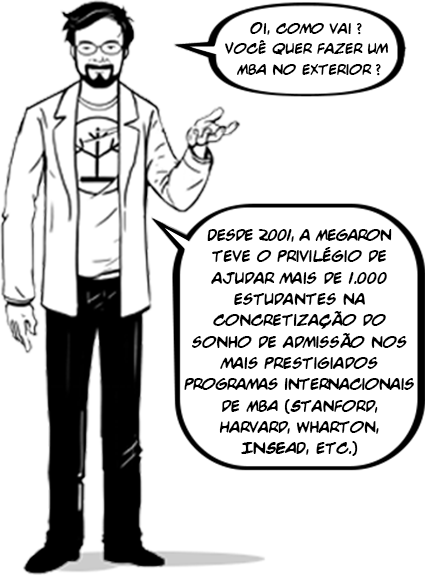 OI, COMO VAI ?
VOCÊ QUER FAZER UM
MBA NO EXTERIOR ?
DESDE 2001, A MEGARON
TEVE O PRIVILÉGIO DE
AJUDAR MAIS DE 1.000
ESTUDANTES NA
CONCRETIZAÇÃO DO
SONHO DE ADMISSÃO NOS
MAIS PRESTIGIADOS
PROGRAMAS INTERNACIONAIS
DE MBA (STANFORD,
HARVARD, WHARTON,
INSEAD, ETC.)